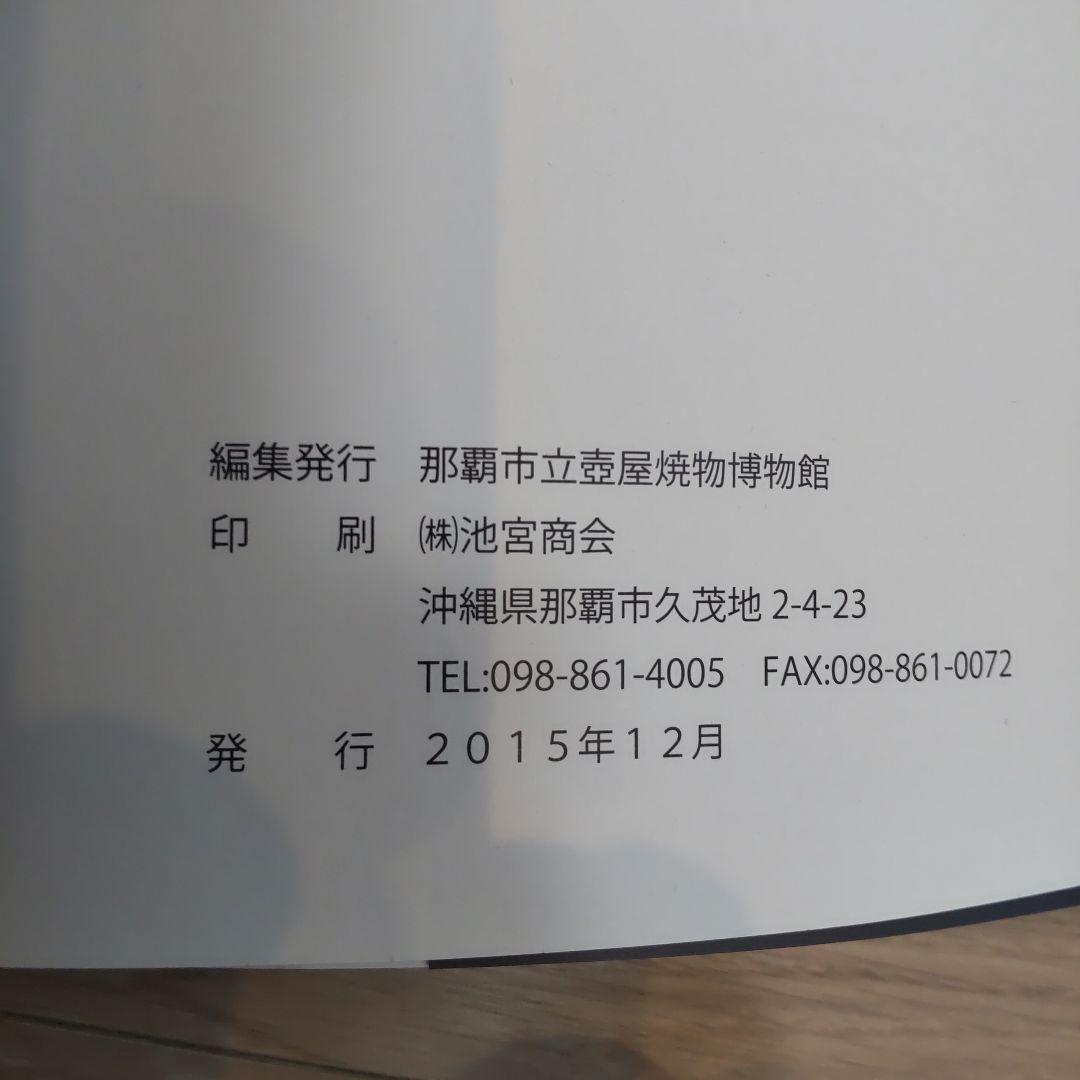 編集発行　那覇市立壺屋焼物博物館
印　　刷　㈱池宮商会
沖縄県那覇市久茂地 2-4-23
TEL:098-861-4005　FAX:098-861-0072
発　　行　２０１５年１２月